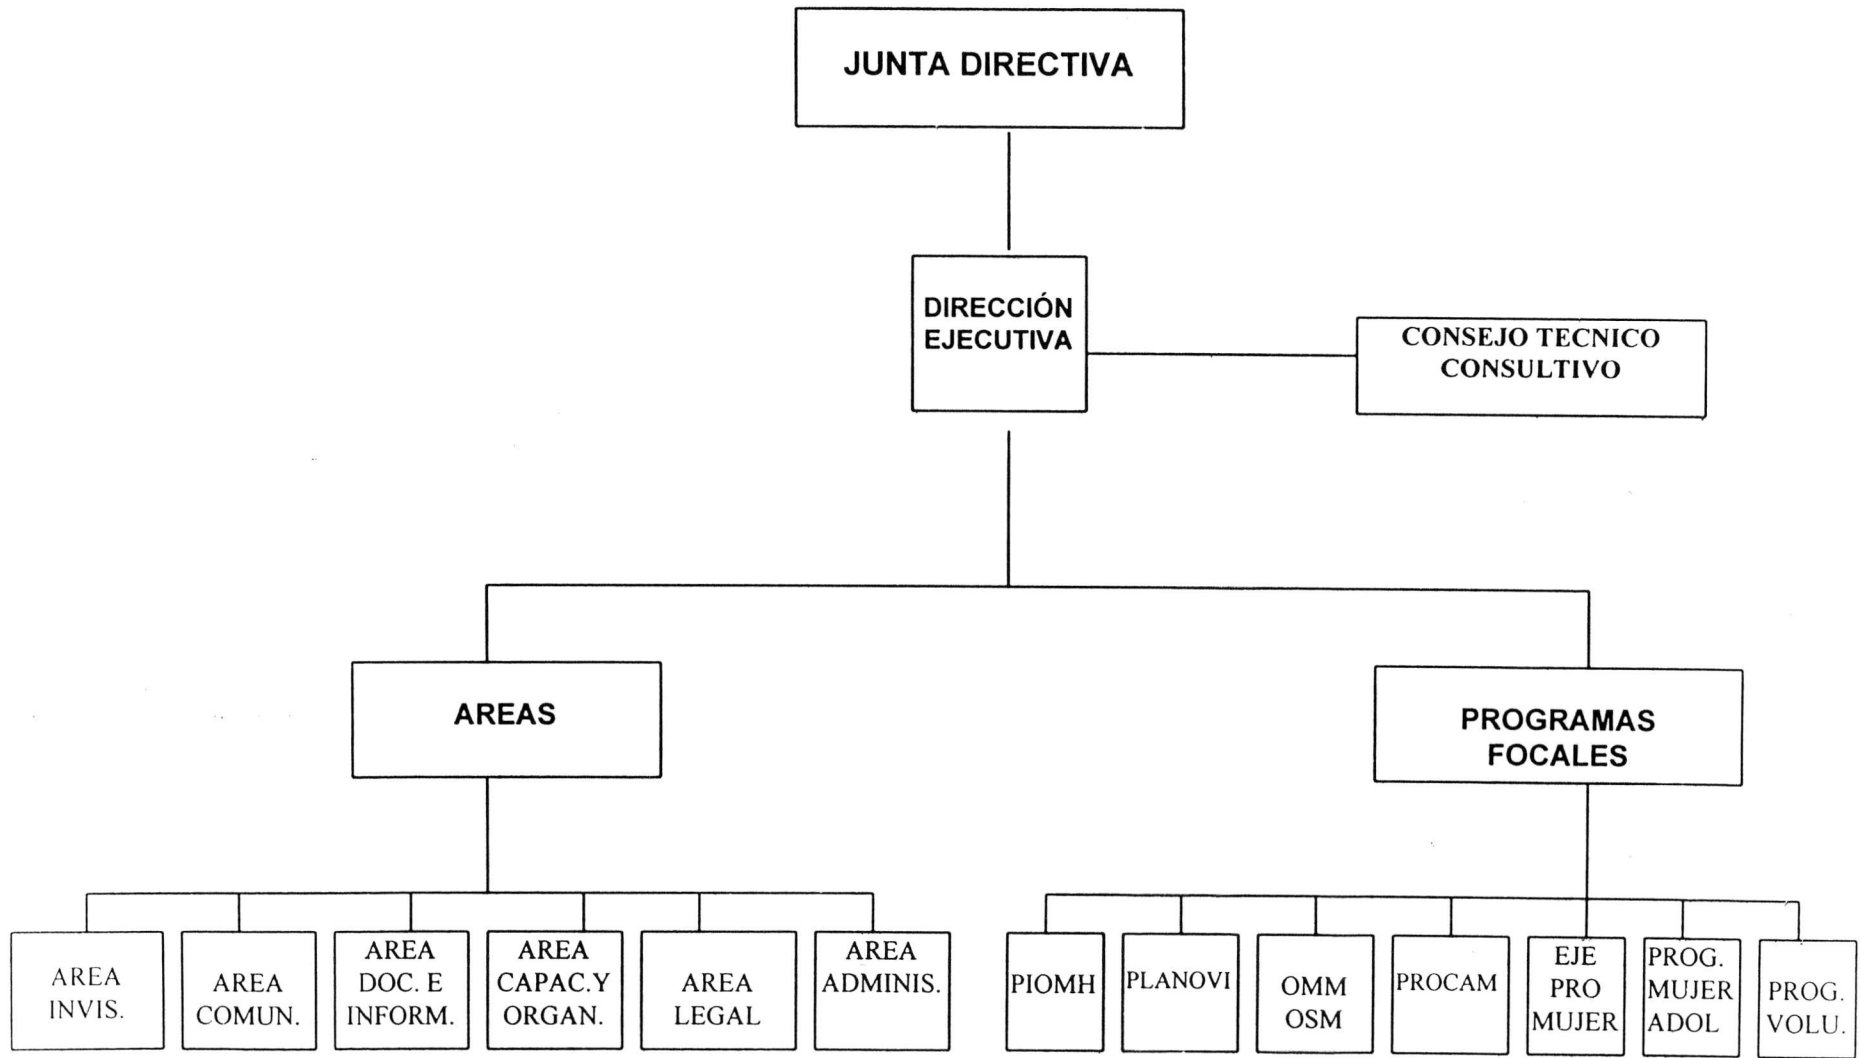 JUNTA DIRECTIVA
DIRECCIÓN
EJECUTIVA
CONSEJO TECNICO
CONSULTIVO
AREAS
PROGRAMAS
FOCALES
AREA
INVIS.
AREA
COMUN.
AREA
DOC. E
INFORM.
AREA
CAPAC.Y
ORGAN.
AREA
LEGAL
AREA
ADMINIS.
PIOMH
PLANOVI
OMM
OSM
PROCAM
EJE
PRO
MUJER
PROG.
MUJER
ADOL
PROG.
VOLU.